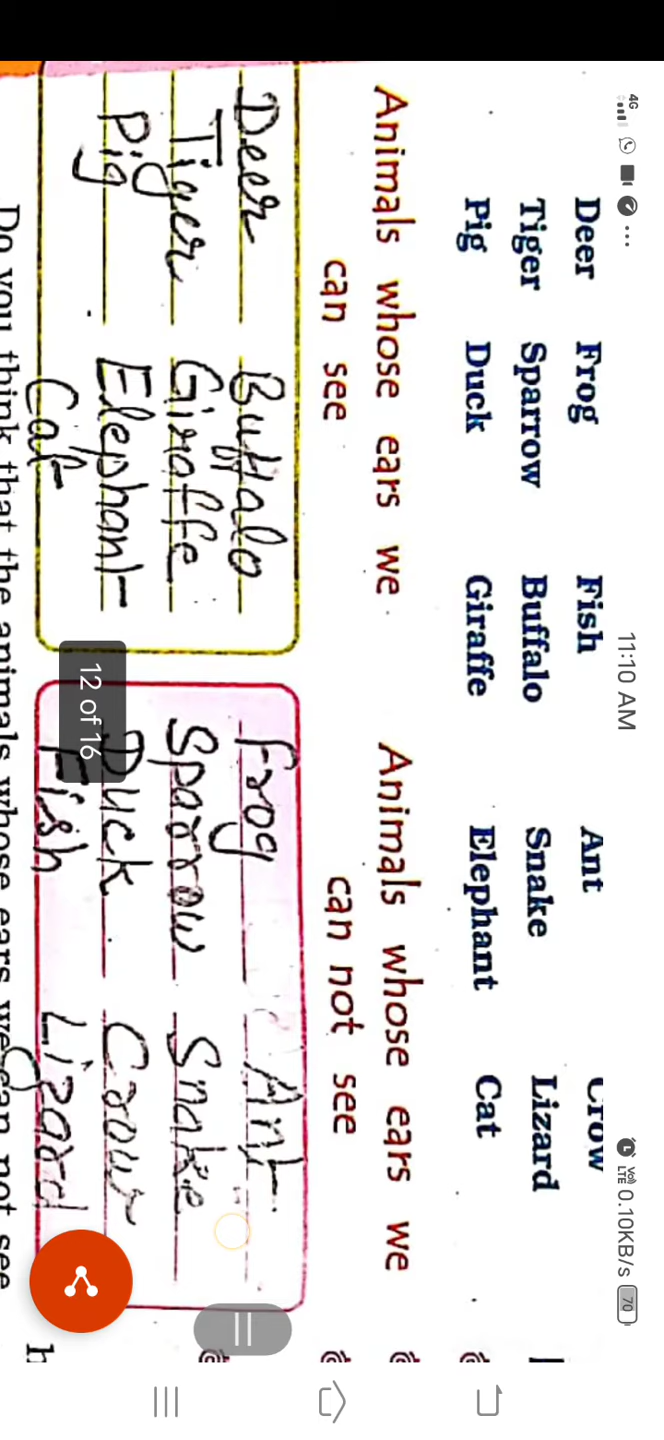 4G 11:10 AM Vo) LTE 0.10KB/s 70
Deer Frog Fish Ant Crow
Tiger Sparrow Buffalo Snake Lizard
Pig Duck Giraffe Elephant Cat
Animals whose ears we
can see
Animals whose ears we
can not see
Deer Buffalo
Tiger Giraffe
Pig Elephant
Cat
Frog Ant
Sparrow Snake
Duck Crow
Fish Lizard
12 of 16
Do you think that the animals whose ears we can not see